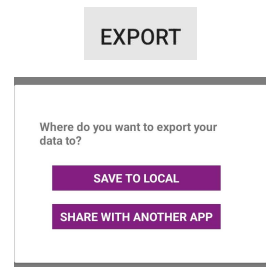 EXPORT
Where do you want to export your
data to?
SAVE TO LOCAL
SHARE WITH ANOTHER APP